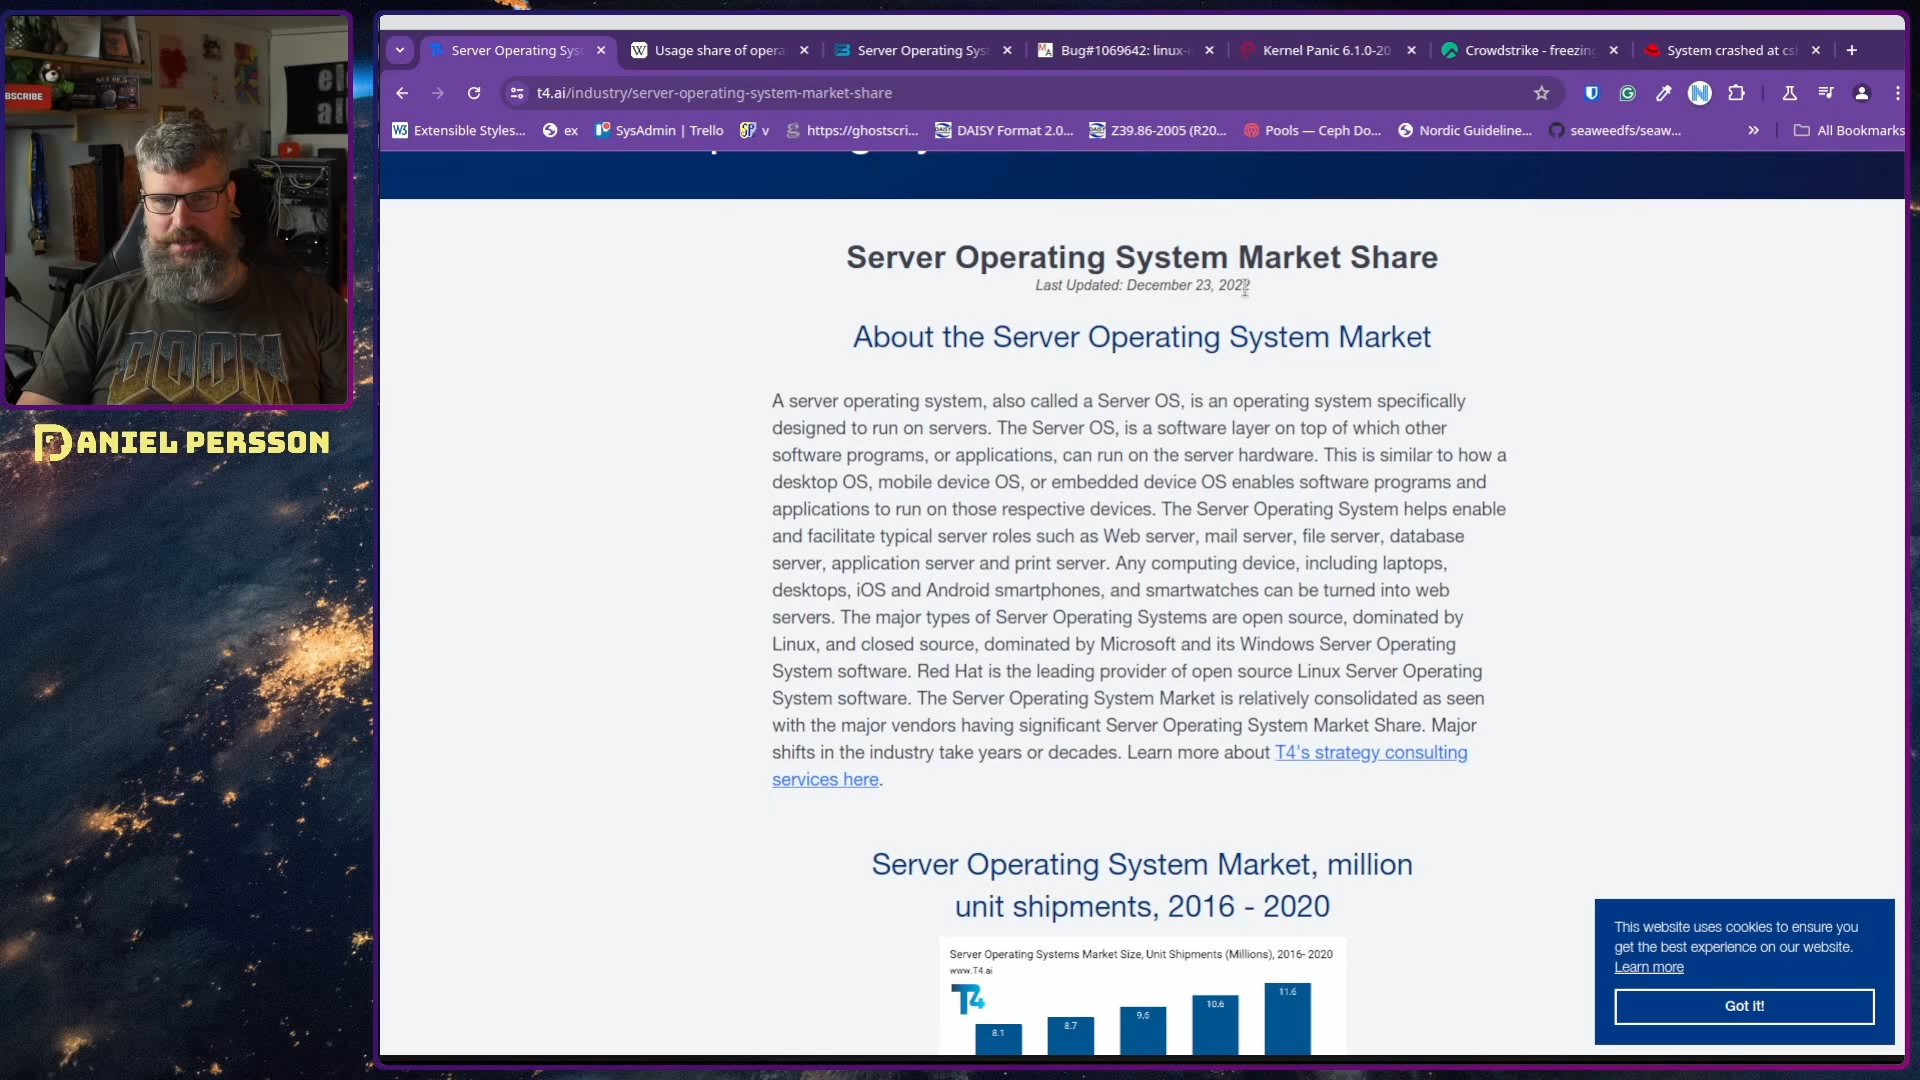 Server Operating Sys
Usage share of opera
Server Operating Sys
Bug#1069642: linux-
Kernel Panic 6.1.0-20
Crowdstrike - freezing
System crashed at cs
t4.ai/industry/server-operating-system-market-share
Extensible Styles...
ex
SysAdmin | Trello
v
https://ghostscri...
DAISY Format 2.0...
Z39.86-2005 (R20...
Pools — Ceph Do...
Nordic Guideline...
seaweedfs/seaw...
All Bookmarks
BSCRIBE
DOOM
DANIEL PERSSON
Server Operating System Market Share
Last Updated: December 23, 2022
About the Server Operating System Market
A server operating system, also called a Server OS, is an operating system specifically
designed to run on servers. The Server OS, is a software layer on top of which other
software programs, or applications, can run on the server hardware. This is similar to how a
desktop OS, mobile device OS, or embedded device OS enables software programs and
applications to run on those respective devices. The Server Operating System helps enable
and facilitate typical server roles such as Web server, mail server, file server, database
server, application server and print server. Any computing device, including laptops,
desktops, iOS and Android smartphones, and smartwatches can be turned into web
servers. The major types of Server Operating Systems are open source, dominated by
Linux, and closed source, dominated by Microsoft and its Windows Server Operating
System software. Red Hat is the leading provider of open source Linux Server Operating
System software. The Server Operating System Market is relatively consolidated as seen
with the major vendors having significant Server Operating System Market Share. Major
shifts in the industry take years or decades. Learn more about T4's strategy consulting
services here.
Server Operating System Market, million
unit shipments, 2016 - 2020
Server Operating Systems Market Size, Unit Shipments (Millions), 2016- 2020
www.T4.ai
T4
8.1
8.7
9.6
10.6
11.6
This website uses cookies to ensure you
get the best experience on our website.
Learn more
Got it!